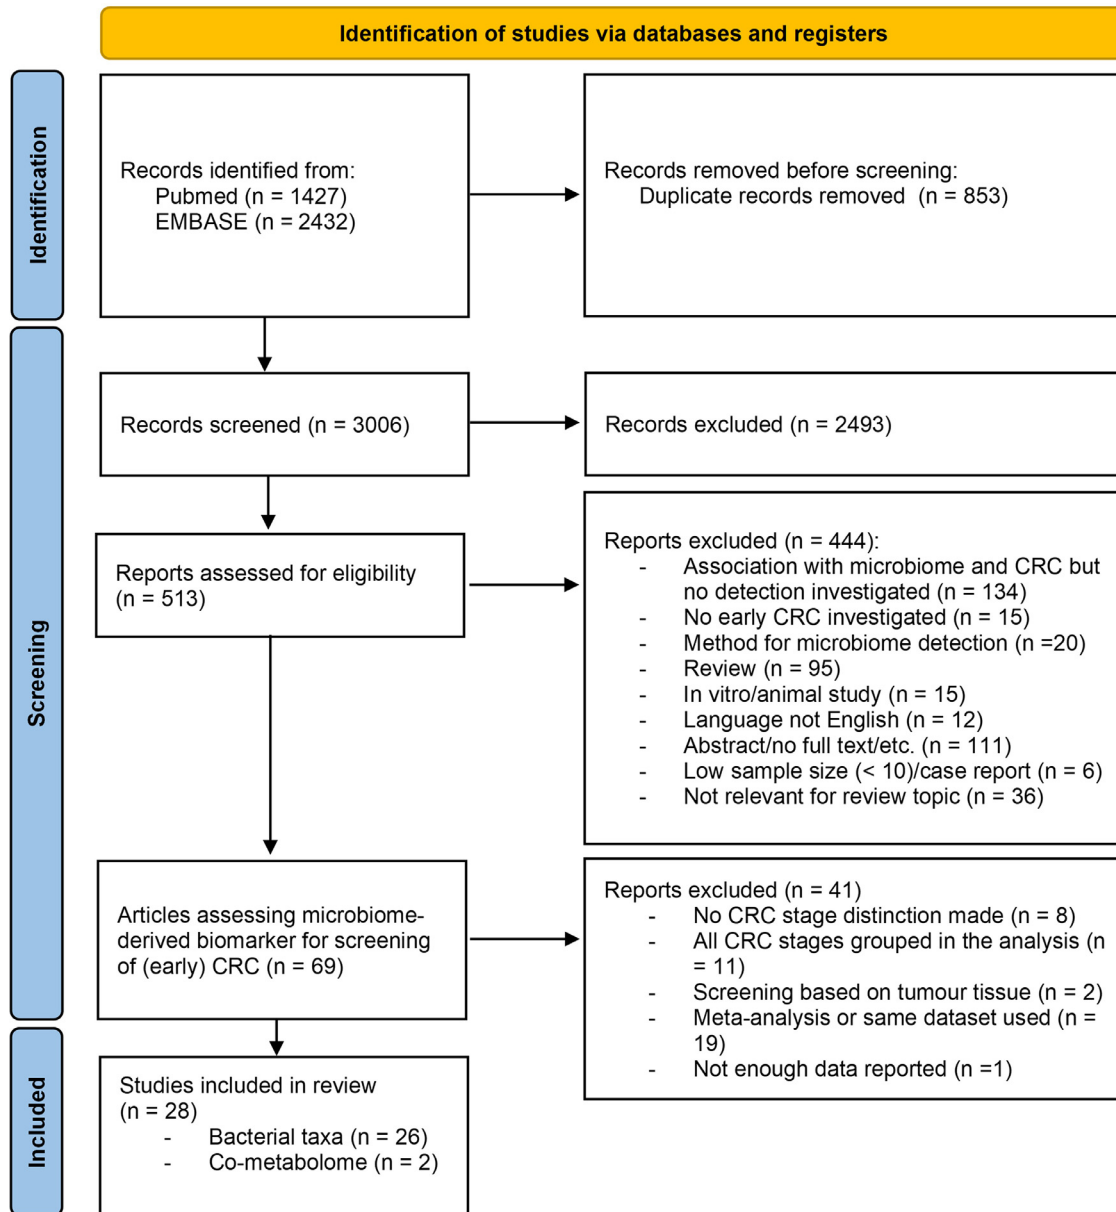 Identification of studies via databases and registers
Identification
Records identified from:
Pubmed (n = 1427)
EMBASE (n = 2432)
Records removed before screening:
Duplicate records removed (n = 853)
Screening
Records screened (n = 3006)
Records excluded (n = 2493)
Reports assessed for eligibility
(n = 513)
Reports excluded (n = 444):
- Association with microbiome and CRC but
no detection investigated (n = 134)
- No early CRC investigated (n = 15)
- Method for microbiome detection (n =20)
- Review (n = 95)
- In vitro/animal study (n = 15)
- Language not English (n = 12)
- Abstract/no full text/etc. (n = 111)
- Low sample size (< 10)/case report (n = 6)
- Not relevant for review topic (n = 36)
Articles assessing microbiome-
derived biomarker for screening
of (early) CRC (n = 69)
Reports excluded (n = 41)
- No CRC stage distinction made (n = 8)
- All CRC stages grouped in the analysis (n
= 11)
- Screening based on tumour tissue (n = 2)
- Meta-analysis or same dataset used (n =
19)
- Not enough data reported (n =1)
Included
Studies included in review
(n = 28)
- Bacterial taxa (n = 26)
- Co-metabolome (n = 2)